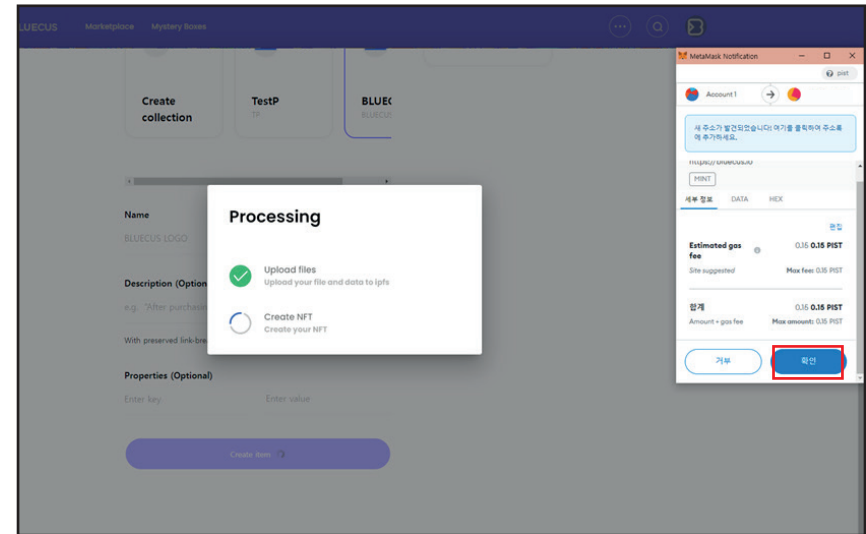 LUECUS Marketplace Mystery Boxes
Create
collection
TestP
TP
BLUEC
BLUECUS
Name
BLUECUS LOGO
Description (Option
e.g. "After purchasin
With preserved link-brea
Properties (Optional)
Enter key
Enter value
Create item
Processing
Upload files
Upload your file and data to ipfs
Create NFT
Create your NFT
MetaMask Notification
pist
Account 1
새 주소가 발견되었습니다! 여기를 클릭하여 주소록
에 추가하세요.
https://bluecus.io
MINT
세부 정보 DATA HEX
편집
Estimated gas
fee
0.15 0.15 PIST
Site suggested
Max fee: 0.15 PIST
합계
0.15 0.15 PIST
Amount + gas fee
Max amount: 0.15 PIST
거부
확인